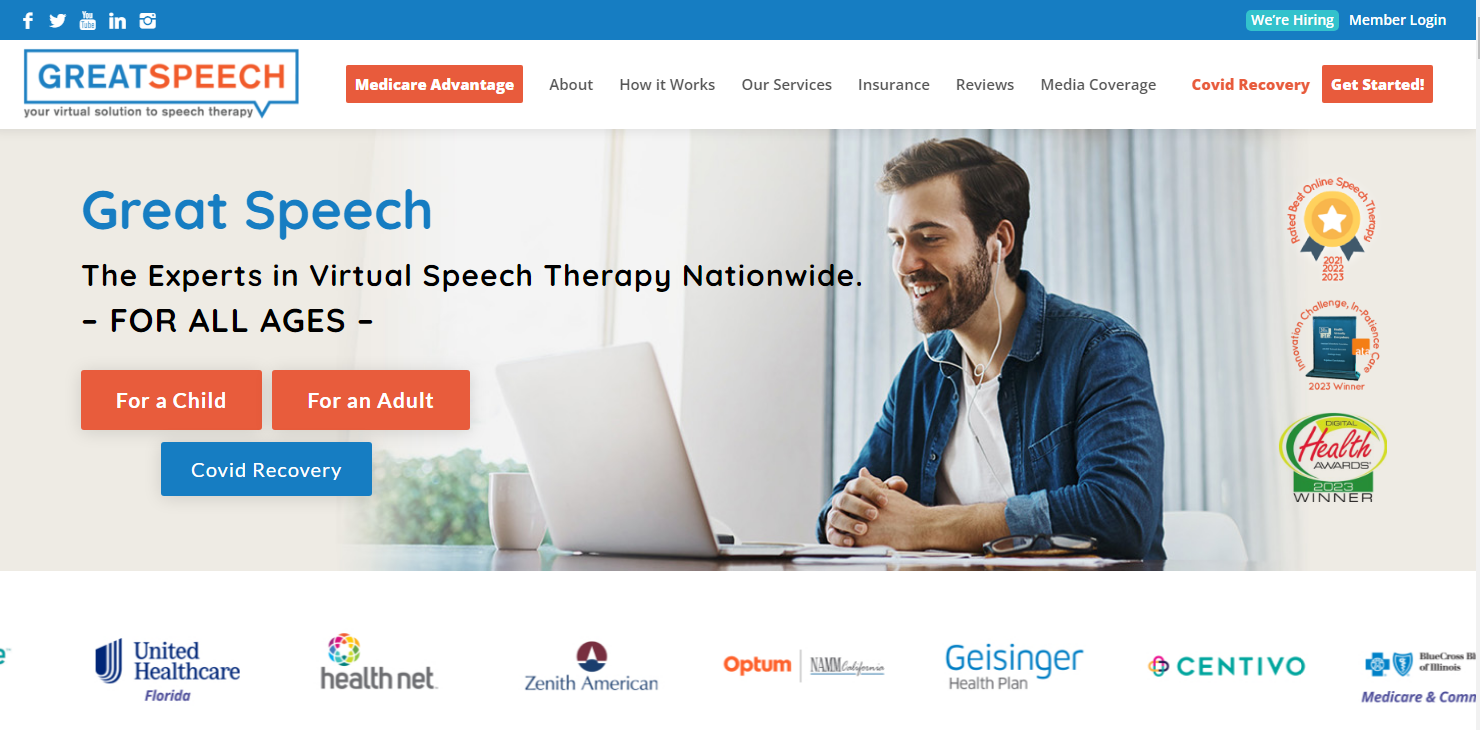 You
Tube
We're Hiring
Member Login
GREATSPEECH
your virtual solution to speech therapy
Medicare Advantage
About
How it Works
Our Services
Insurance
Reviews
Media Coverage
Covid Recovery
Get Started!
Great Speech
The Experts in Virtual Speech Therapy Nationwide.
– FOR ALL AGES –
For a Child
For an Adult
Covid Recovery
Rated Best Online Speech Therapy
2021
2022
2023
Innovation Challenge, In-Patience Care
ata
2023 Winner
DIGITAL
Health
AWARDS
2023
WINNER
United
Healthcare
Florida
health net
Zenith American
Optum
NAMM California
Geisinger
Health Plan
CENTIVO
BlueCross Bl
of Illinois
Medicare & Comm